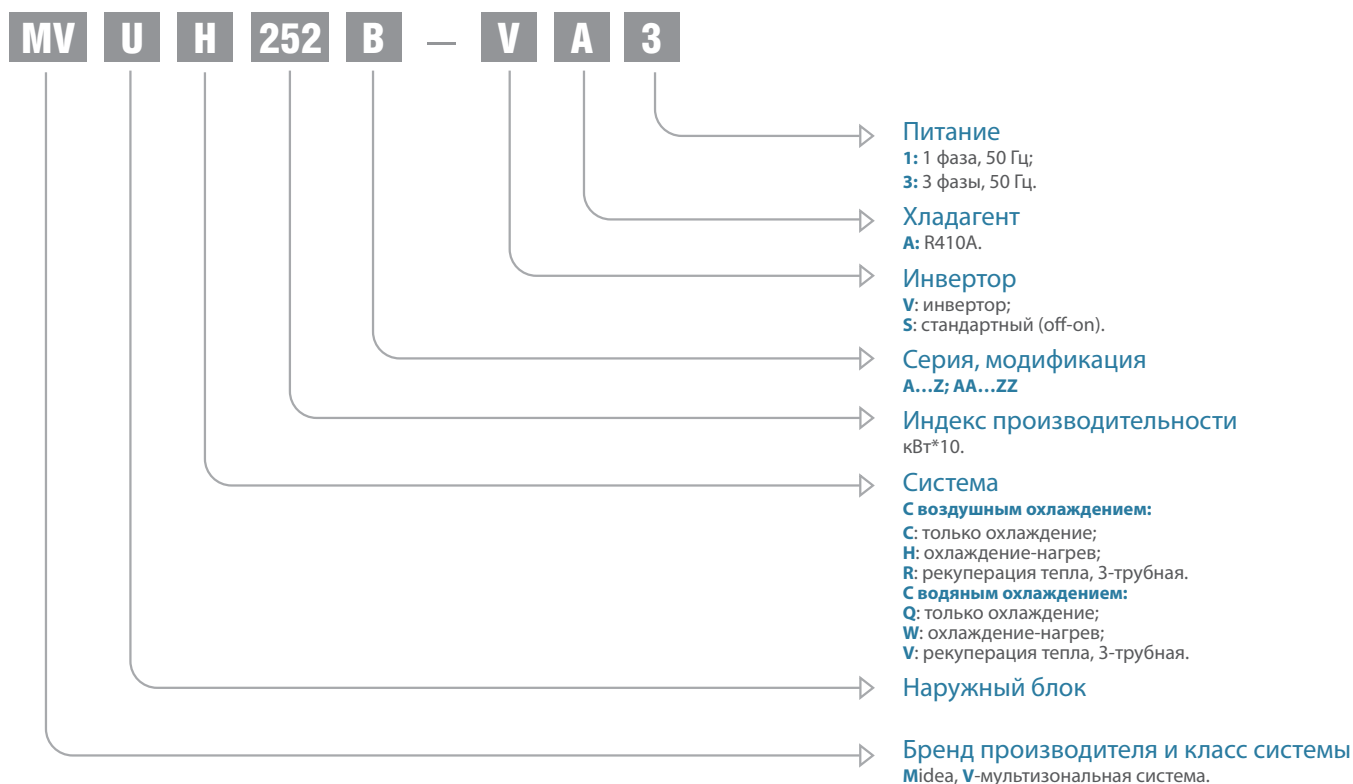 MV U H 252 B — V A 3
Питание
1: 1 фаза, 50 Гц;
3: 3 фазы, 50 Гц.
Хладагент
A: R410A.
Инвертор
V: инвертор;
S: стандартный (off-on).
Серия, модификация
A…Z; AA…ZZ
Индекс производительности
кВт*10.
Система
С воздушным охлаждением:
C: только охлаждение;
H: охлаждение-нагрев;
R: рекуперация тепла, 3-трубная.
С водяным охлаждением:
Q: только охлаждение;
W: охлаждение-нагрев;
V: рекуперация тепла, 3-трубная.
Наружный блок
Бренд производителя и класс системы
Midea, V-мультизональная система.